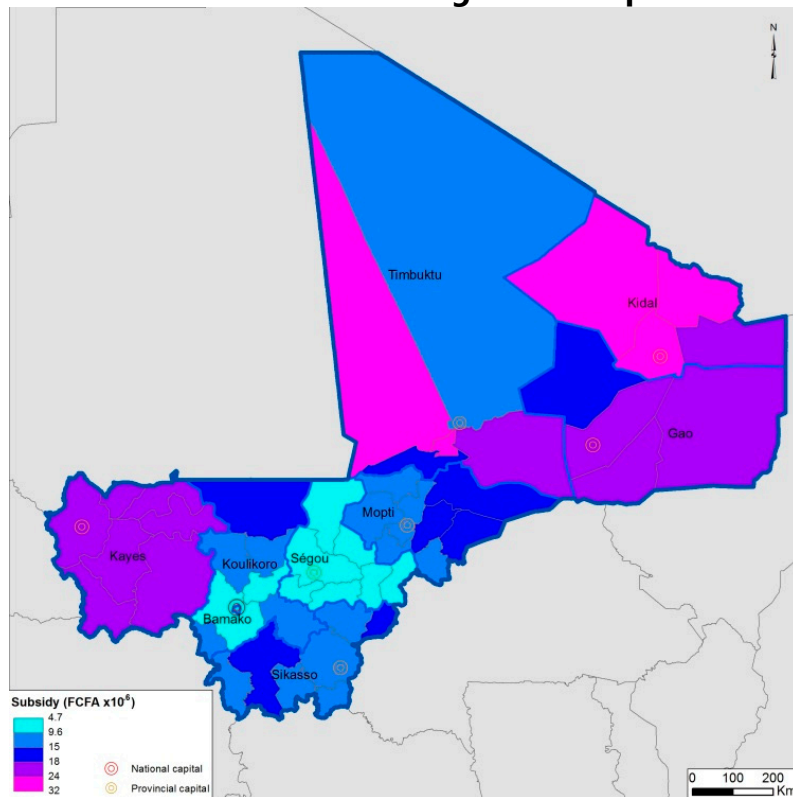 N
Timbuktu
Kidal
Gao
Mopti
Kayes
Koulikoro
Ségou
Bamako
Sikasso
Subsidy (FCFA x10⁶)
4.7
9.6
15
18
24
32
National capital
Provincial capital
0 100 200
Km